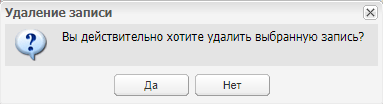 Удаление записи
Вы действительно хотите удалить выбранную запись?
Да
Нет